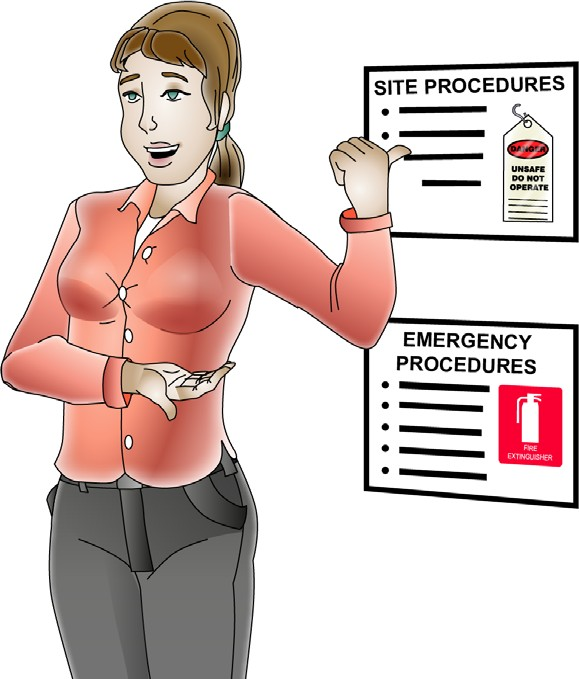 SITE PROCEDURES
DANGER
UNSAFE
DO NOT
OPERATE
EMERGENCY
PROCEDURES
FIRE
EXTINGUISHER